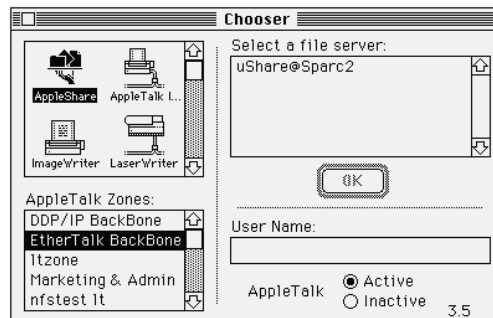 Chooser
AppleShare
AppleTalk I...
ImageWriter
LaserWriter
AppleTalk Zones:
DDP/IP BackBone
EtherTalk BackBone
ltzone
Marketing & Admin
nfstest lt
Select a file server:
uShare@Sparc2
OK
User Name:
AppleTalk
Active
Inactive
3.5